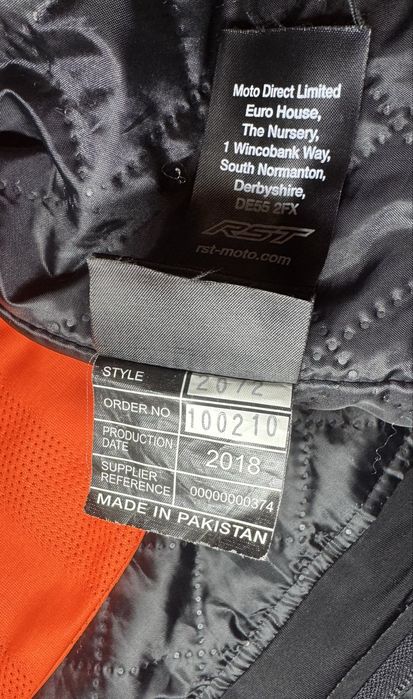 Moto Direct Limited
Euro House,
The Nursery,
1 Wincobank Way,
South Normanton,
Derbyshire,
DE55 2FX
RST
rst-moto.com
STYLE 2672
ORDER NO 100210
PRODUCTION DATE 2018
SUPPLIER REFERENCE 00000000374
MADE IN PAKISTAN